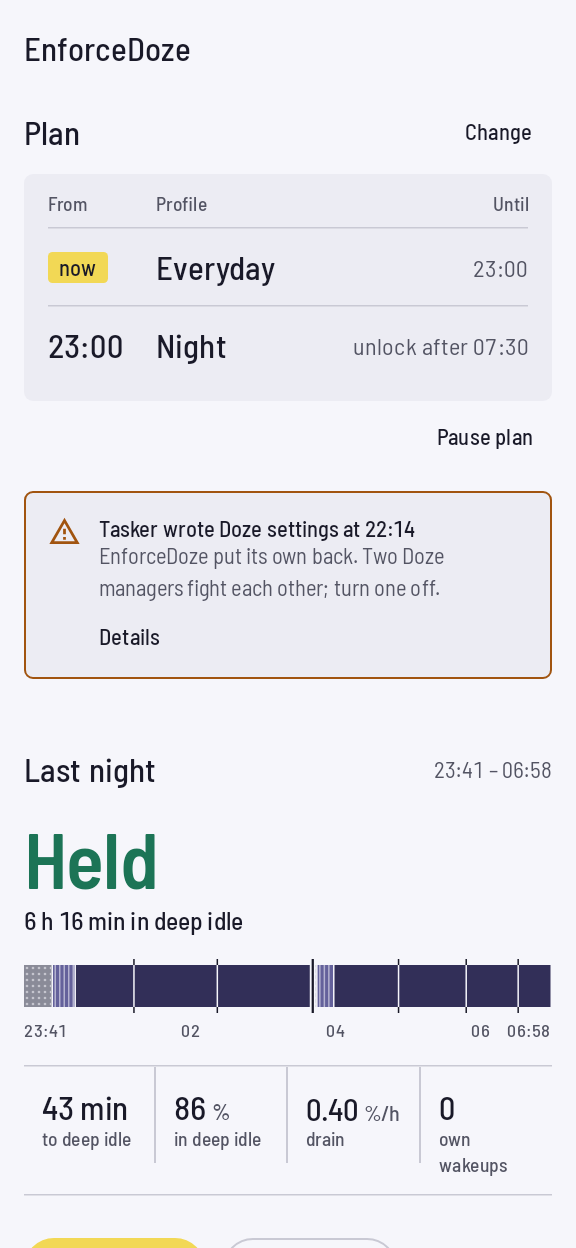 EnforceDoze
Plan
Change
From Profile Until
now Everyday 23:00
23:00 Night unlock after 07:30
Pause plan
Tasker wrote Doze settings at 22:14
EnforceDoze put its own back. Two Doze
managers fight each other; turn one off.
Details
Last night 23:41 – 06:58
Held
6 h 16 min in deep idle
23:41 02 04 06 06:58
43 min 86 % 0.40 %/h 0
to deep idle in deep idle drain own
wakeups